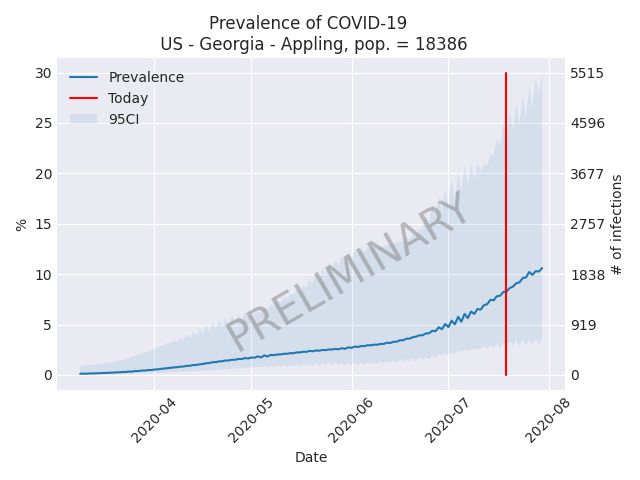 Prevalence of COVID-19
US - Georgia - Appling, pop. = 18386
Prevalence
Today
95CI
PRELIMINARY
30
25
20
15
10
5
0
%
5515
4596
3677
2757
1838
919
0
# of infections
2020-04
2020-05
2020-06
2020-07
2020-08
Date